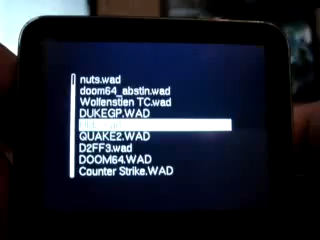 nuts.wad
doom64_abstin.wad
Wolfenstien TC.wad
DUKEGP.WAD
QUAKE2.WAD
D2FF3.wad
DOOM64.WAD
Counter Strike.WAD